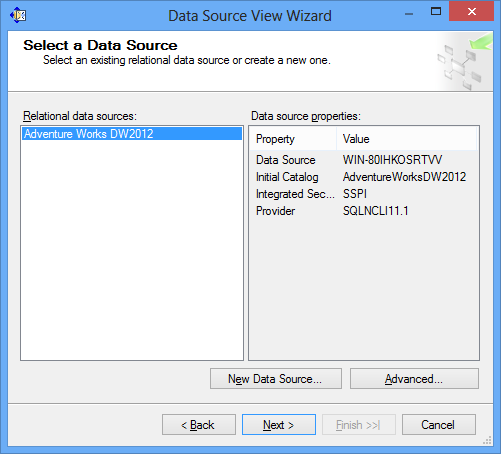 Data Source View Wizard
Select a Data Source
Select an existing relational data source or create a new one.
Relational data sources:
Data source properties:
Adventure Works DW2012
Property Value
Data Source WIN-80IHKOSRTVV
Initial Catalog AdventureWorksDW2012
Integrated Sec... SSPI
Provider SQLNCLI11.1
New Data Source...
Advanced...
< Back
Next >
Finish >>|
Cancel